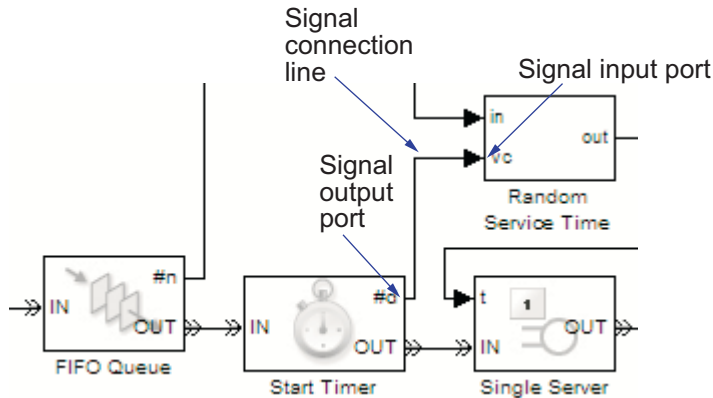 Signal
connection
line
Signal input port
in
out
vc
Signal
output
port
Random
Service Time
#n
IN
OUT
FIFO Queue
#d
IN
OUT
Start Timer
t
1
OUT
IN
Single Server